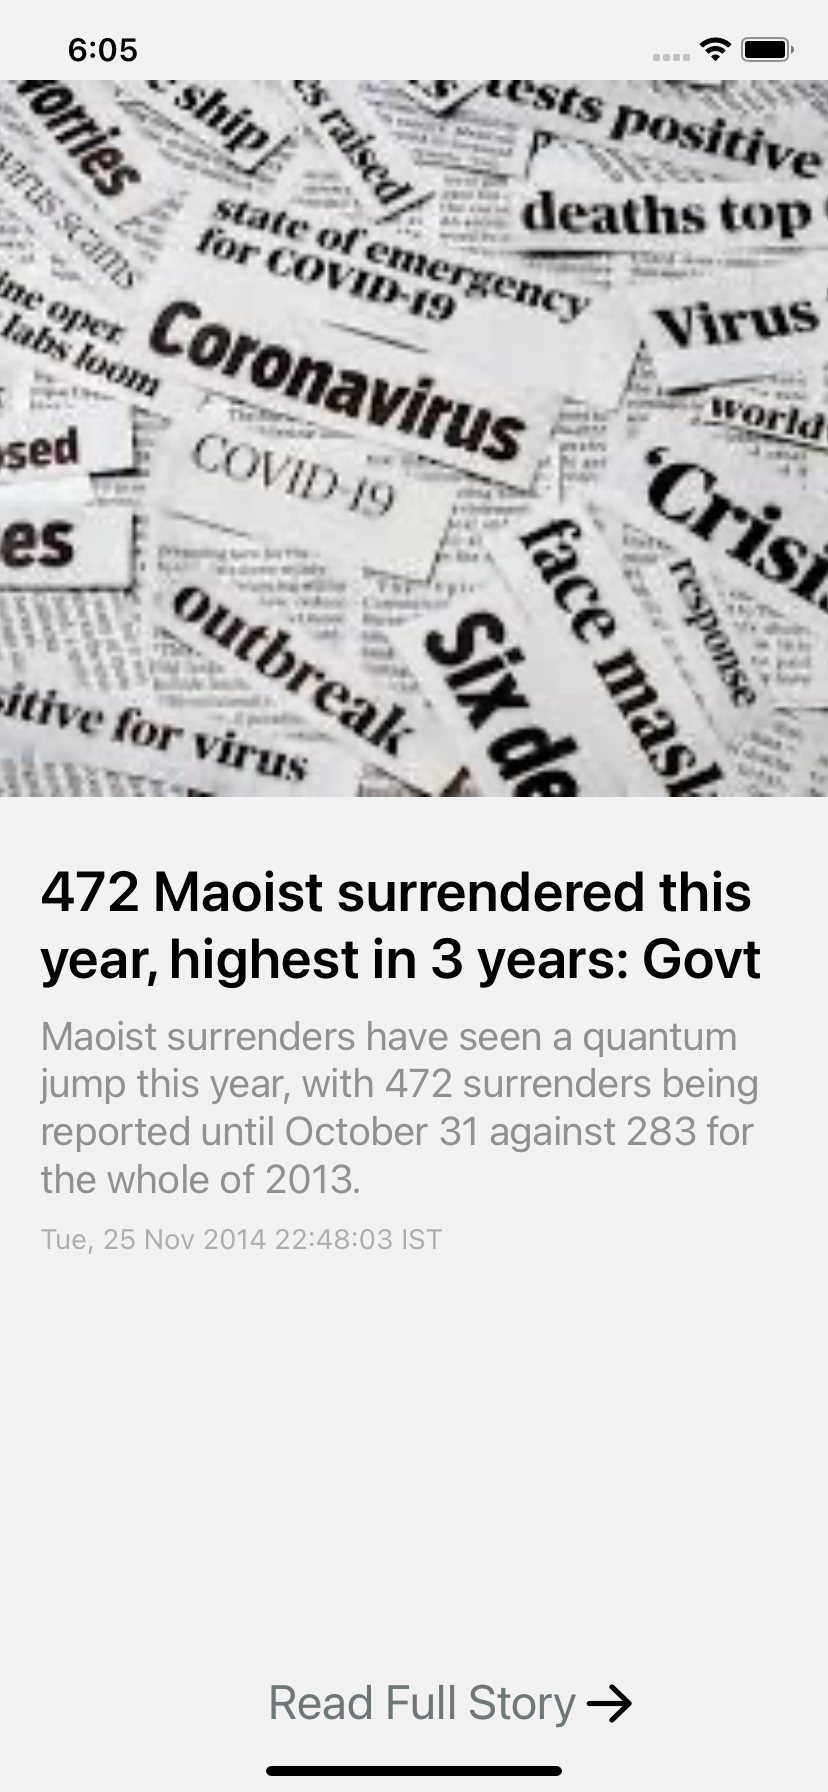 6:05
orries
ship
es raised
tests positive
virus scams
state of emergency
for COVID-19
deaths top
ine oper
labs loom
Coronavirus
Virus
world
osed
COVID-19
'Crisi
es
face mask
response
outbreak
Six de
sitive for virus
472 Maoist surrendered this
year, highest in 3 years: Govt
Maoist surrenders have seen a quantum
jump this year, with 472 surrenders being
reported until October 31 against 283 for
the whole of 2013.
Tue, 25 Nov 2014 22:48:03 IST
Read Full Story →